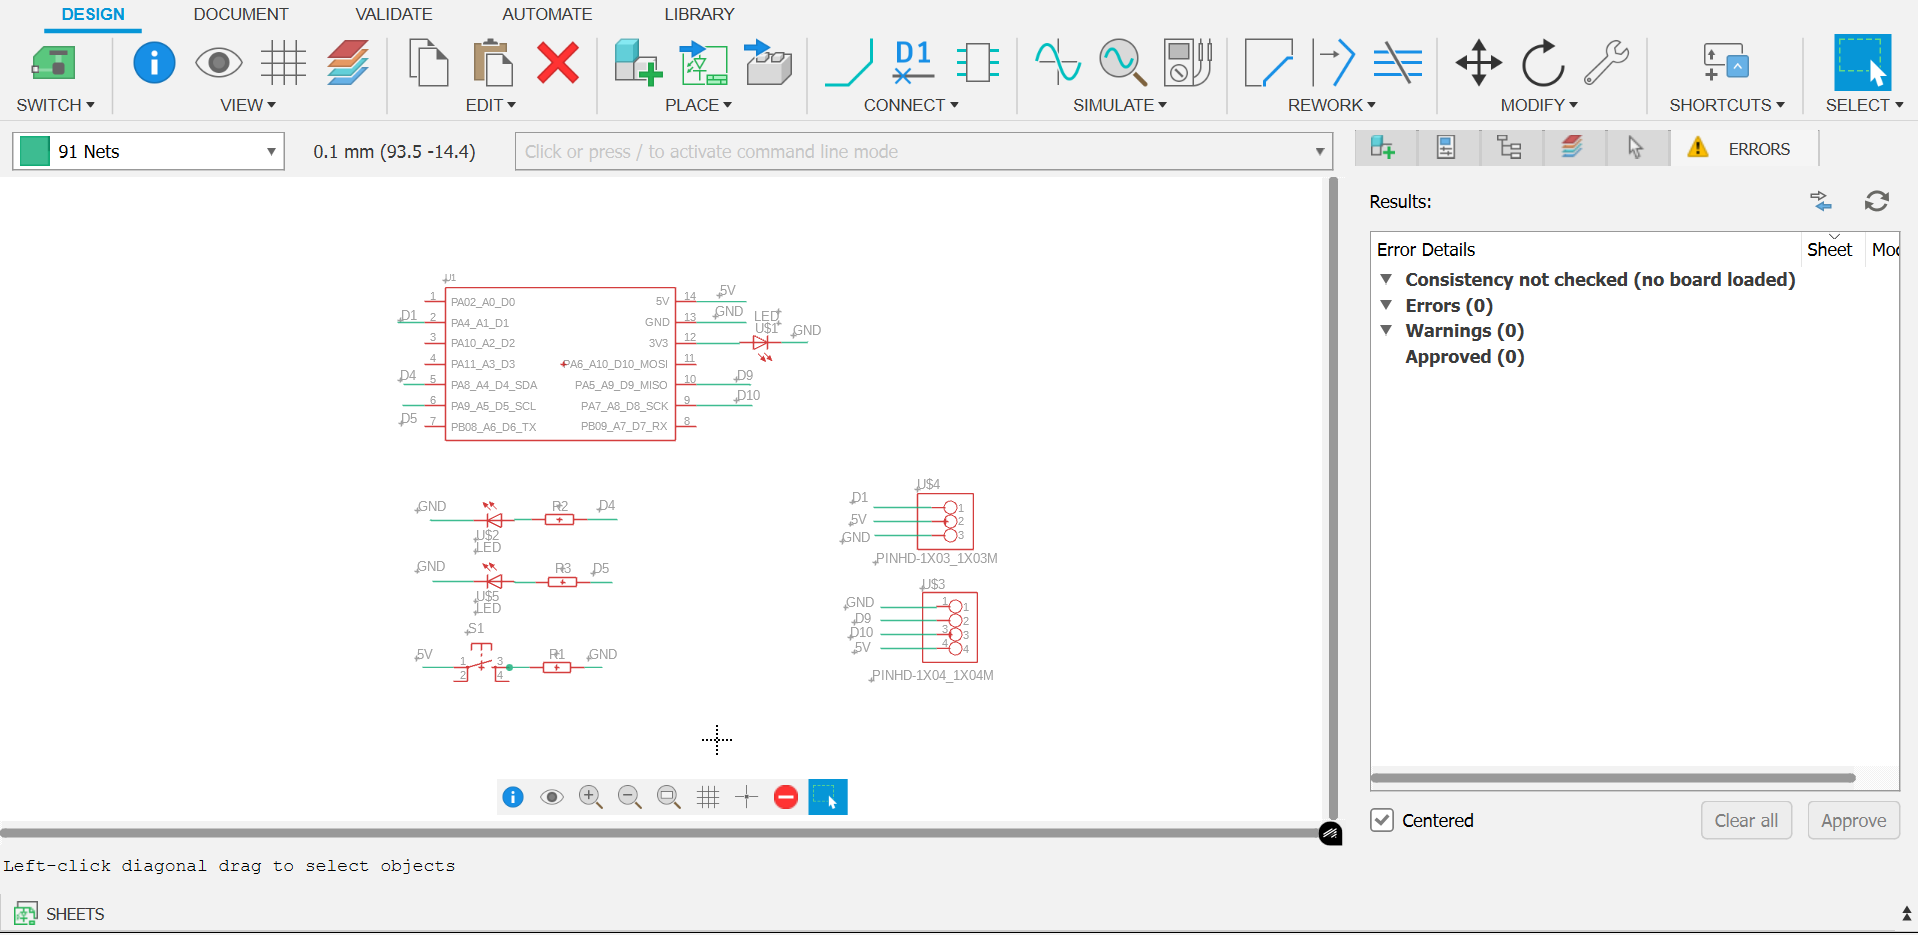 DESIGN DOCUMENT VALIDATE AUTOMATE LIBRARY
D1
SWITCH VIEW EDIT PLACE CONNECT SIMULATE REWORK MODIFY SHORTCUTS SELECT
91 Nets 0.1 mm (93.5 -14.4) Click or press / to activate command line mode ERRORS
Results:
Error Details Sheet Mod
Consistency not checked (no board loaded)
Errors (0)
Warnings (0)
Approved (0)
U1
1 PA02_A0_D0 5V 14 5V
D1 2 PA4_A1_D1 GND 13 GND
3 PA10_A2_D2 3V3 12
LED
U$1
GND
4 PA11_A3_D3 PA6_A10_D10_MOSI 11
D4 5 PA8_A4_D4_SDA PA5_A9_D9_MISO 10 D9
6 PA9_A5_D5_SCL PA7_A8_D8_SCK 9 D10
D5 7 PB08_A6_D6_TX PB09_A7_D7_RX 8
GND R2 D4
U$2
LED
GND R3 D5
U$5
LED
S1
5V 1 3 R1 GND
2 4
U$4
D1 1
5V 2
GND 3
PINHD-1X03_1X03M
U$3
GND 1 1
D9 2
D10 3 3
5V 4 4
PINHD-1X04_1X04M
Centered Clear all Approve
Left-click diagonal drag to select objects
SHEETS